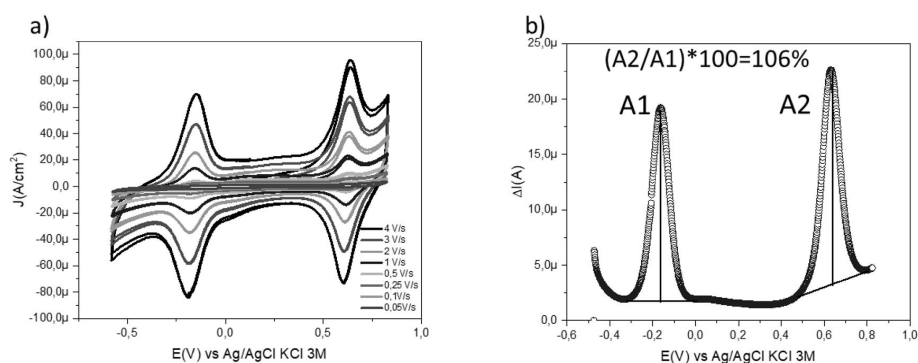 a)
100,0µ
80,0µ
60,0µ
40,0µ
20,0µ
0,0
-20,0µ
-40,0µ
-60,0µ
-80,0µ
-100,0µ
J(A/cm²)
4 V/s
3 V/s
2 V/s
1 V/s
0,5 V/s
0,25 V/s
0,1V/s
0,05V/s
-0,5 0,0 0,5 1,0
E(V) vs Ag/AgCl KCl 3M
b)
25,0µ
20,0µ
15,0µ
10,0µ
5,0µ
0,0
ΔI(A)
(A2/A1)*100=106%
A1 A2
-0,6 -0,4 -0,2 0,0 0,2 0,4 0,6 0,8 1,0
E(V) vs Ag/AgCl KCl 3M